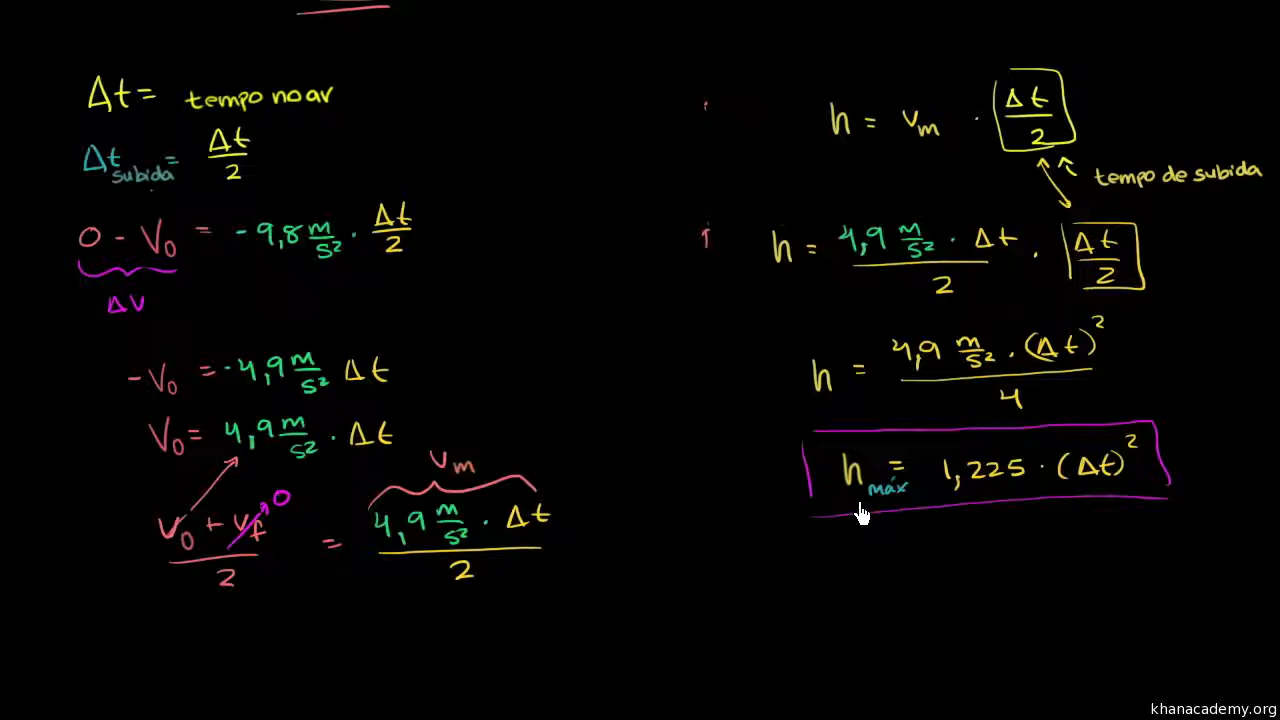 Δt = tempo no ar
Δt subida = Δt/2
0 - V₀ = -9,8 m/s² · Δt/2
ΔV
-V₀ = -4,9 m/s² Δt
V₀ = 4,9 m/s² · Δt
Vm
(V₀ + Vf)/2 = (4,9 m/s² · Δt)/2
0
h = Vm · Δt/2
tempo de subida
h = (4,9 m/s² · Δt)/2 · Δt/2
h = (4,9 m/s² · (Δt)²)/4
h máx = 1,225 · (Δt)²
khanacademy.org